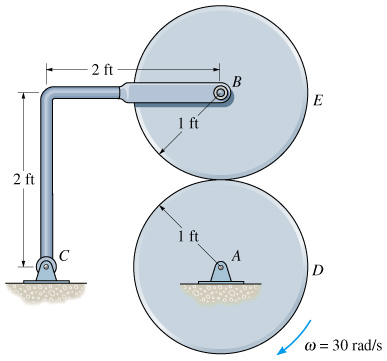 2 ft
B
E
1 ft
2 ft
1 ft
C
A
D
ω = 30 rad/s